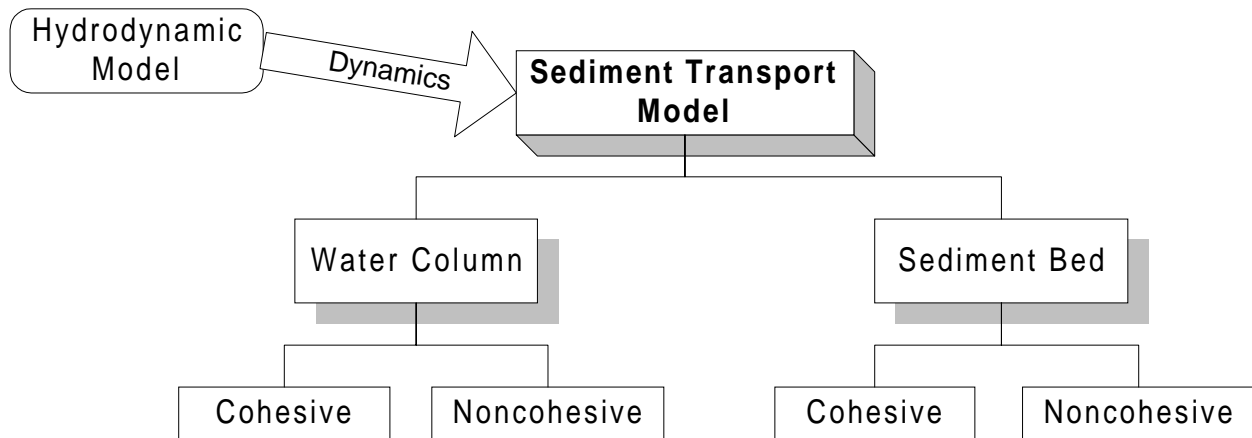 Hydrodynamic
Model
Dynamics
Sediment Transport
Model
Water Column
Sediment Bed
Cohesive
Noncohesive
Cohesive
Noncohesive